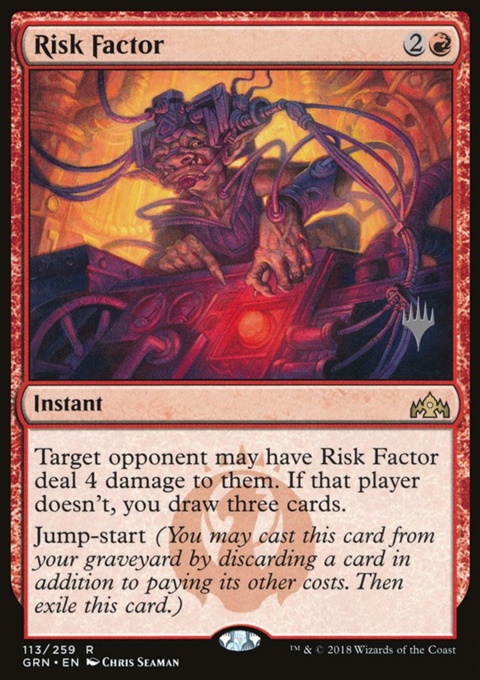 Risk Factor 2
Instant
Target opponent may have Risk Factor
deal 4 damage to them. If that player
doesn't, you draw three cards.
Jump-start (You may cast this card from
your graveyard by discarding a card in
addition to paying its other costs. Then
exile this card.)
113/259 R
GRN • EN Chris Seaman
™ & © 2018 Wizards of the Coast